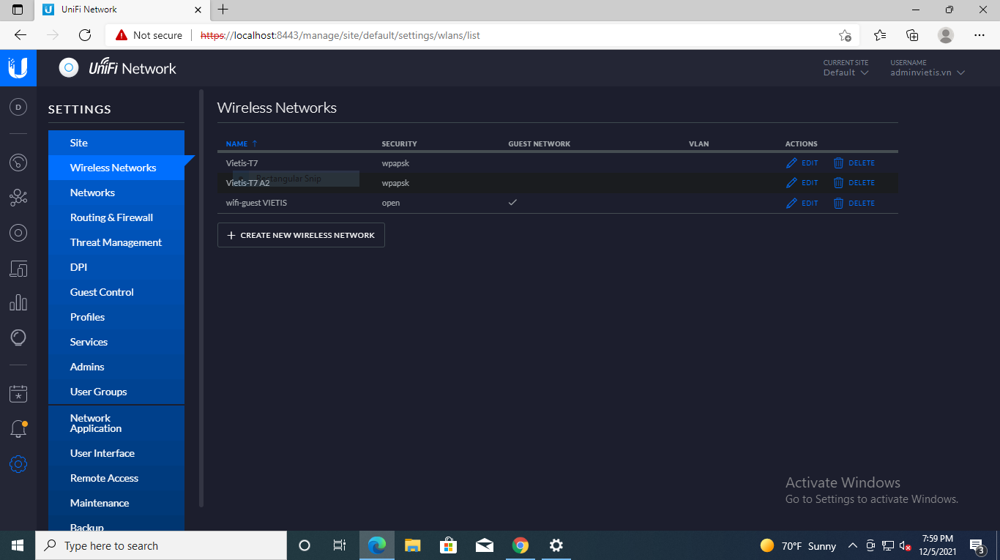 UniFi Network
Not secure
https://localhost:8443/manage/site/default/settings/wlans/list
UniFi Network
CURRENT SITE
Default
USERNAME
adminvietis.vn
D
SETTINGS
Site
Wireless Networks
Networks
Routing & Firewall
Threat Management
DPI
Guest Control
Profiles
Services
Admins
User Groups
Network
Application
User Interface
Remote Access
Maintenance
Backup
Wireless Networks
NAME SECURITY GUEST NETWORK VLAN ACTIONS
Vietis-T7 wpapsk EDIT DELETE
Rectangular Snip
Vietis-T7 A2 wpapsk EDIT DELETE
wifi-guest VIETIS open EDIT DELETE
CREATE NEW WIRELESS NETWORK
Activate Windows
Go to Settings to activate Windows.
Type here to search
70°F Sunny
7:59 PM
12/5/2021
3